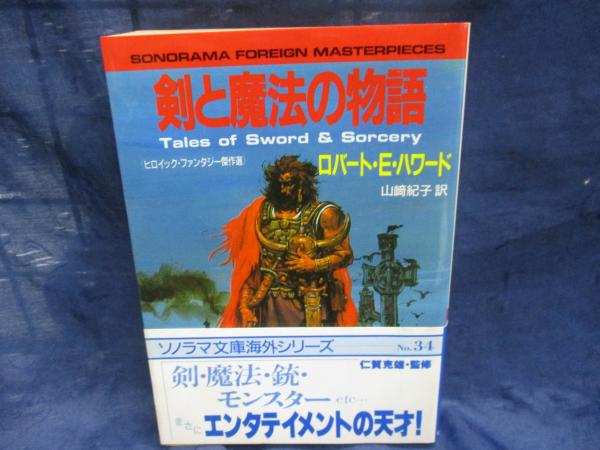 SONORAMA FOREIGN MASTERPIECES
剣と魔法の物語
Tales of Sword & Sorcery
〈ヒロイック・ファンタジー傑作選〉
ロバート・E・ハワード
山﨑紀子 訳
ソノラマ文庫海外シリーズ No.34
仁賀克雄・監修
剣・魔法・銃・
モンスター etc…
まさに エンタテイメントの天才!